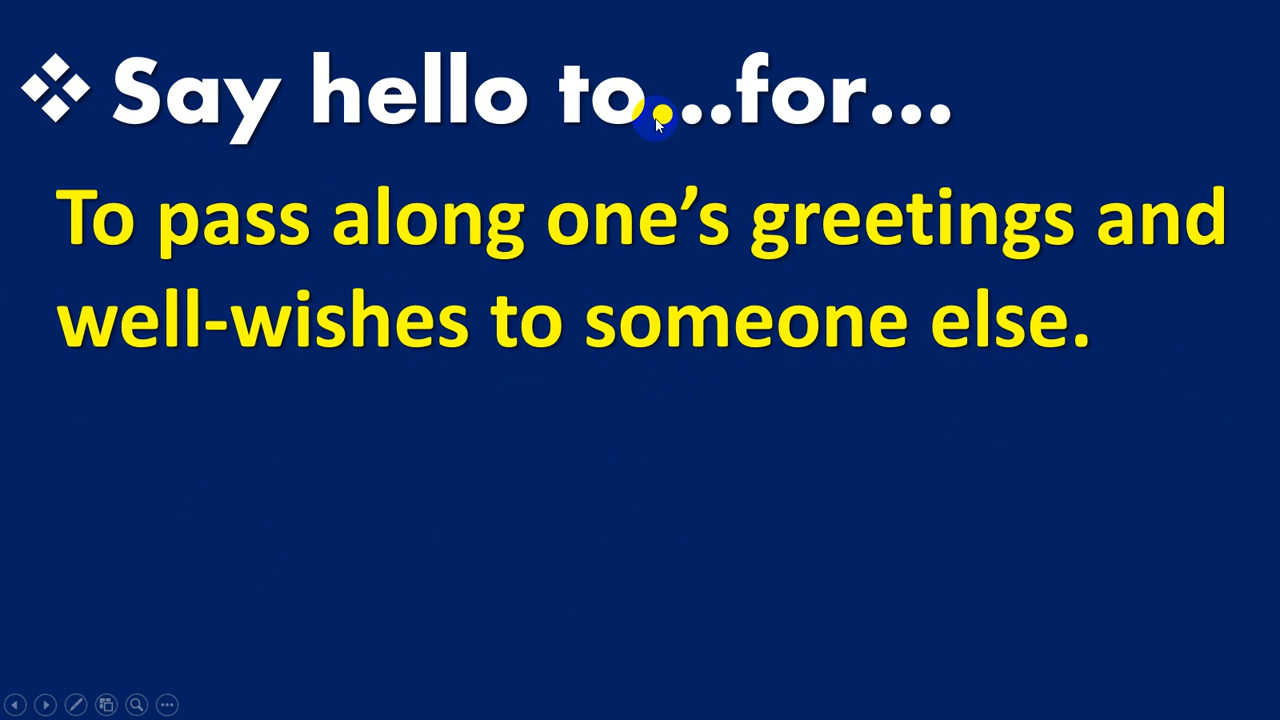 ❖ Say hello to...for...
To pass along one’s greetings and
well-wishes to someone else.